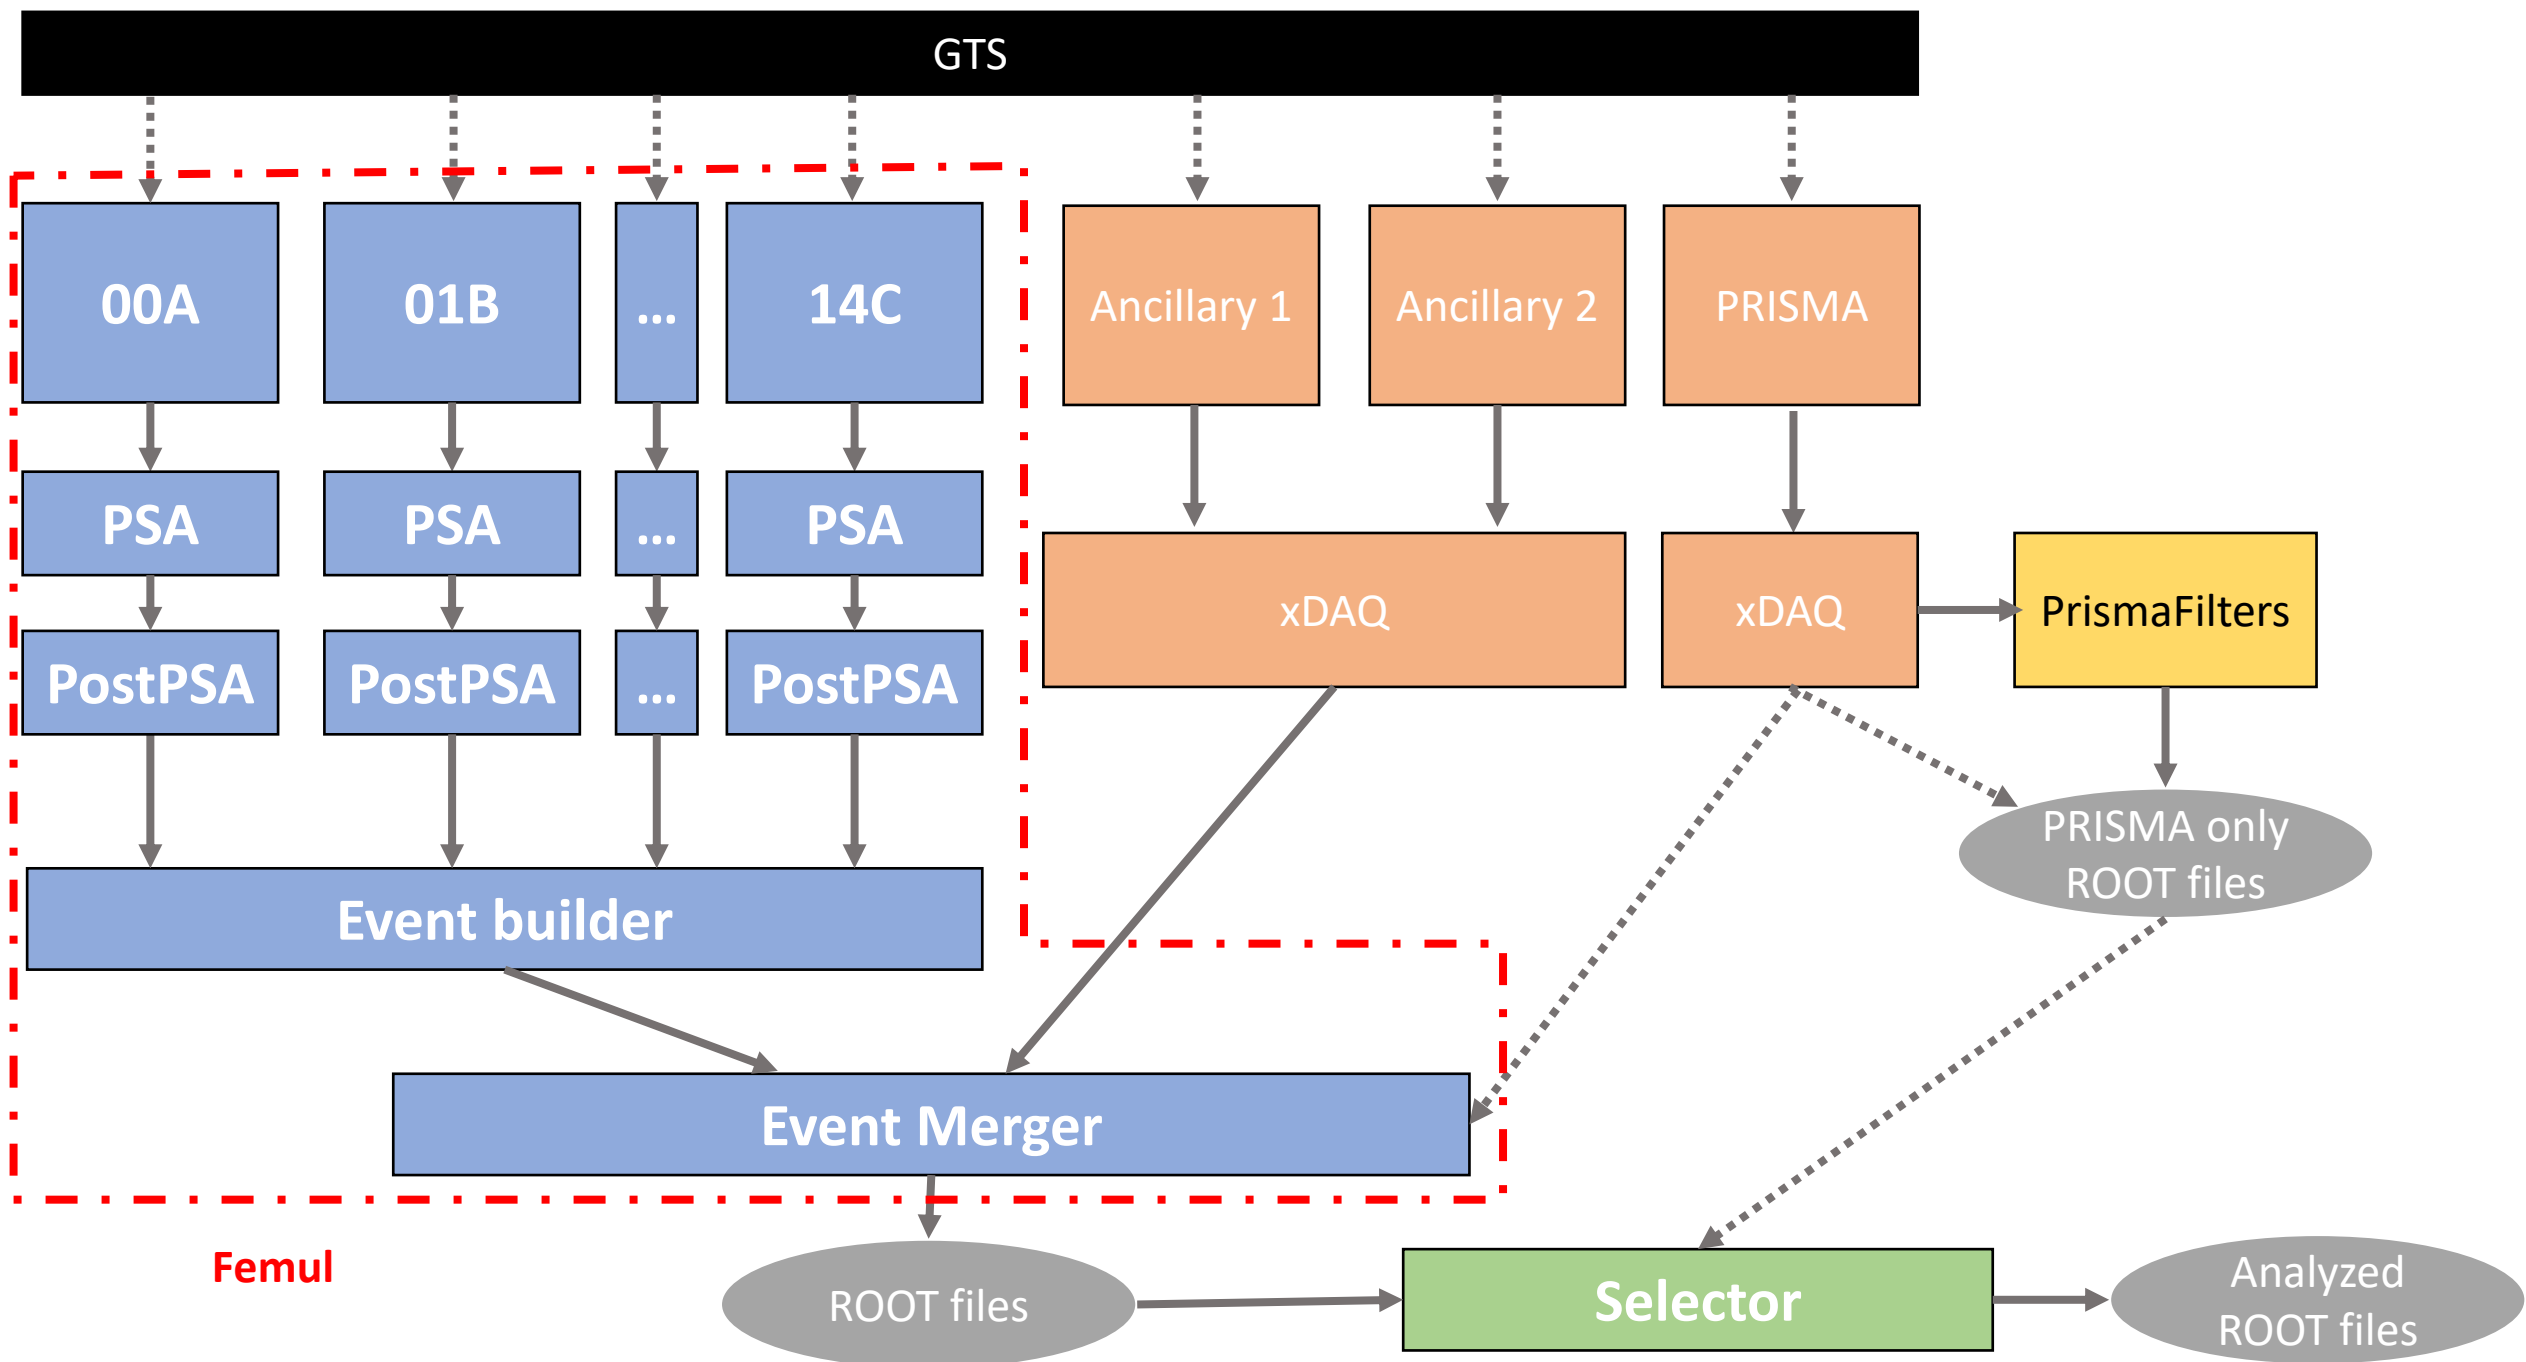 GTS
00A
01B
...
14C
Ancillary 1
Ancillary 2
PRISMA
PSA
PSA
...
PSA
xDAQ
xDAQ
PrismaFilters
PostPSA
PostPSA
...
PostPSA
PRISMA only
ROOT files
Event builder
Event Merger
Femul
ROOT files
Selector
Analyzed
ROOT files